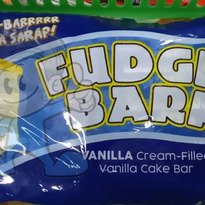 -BARRRRR
A SARAP!
FUDGE
BARR
VANILLA Cream-Filled
Vanilla Cake Bar